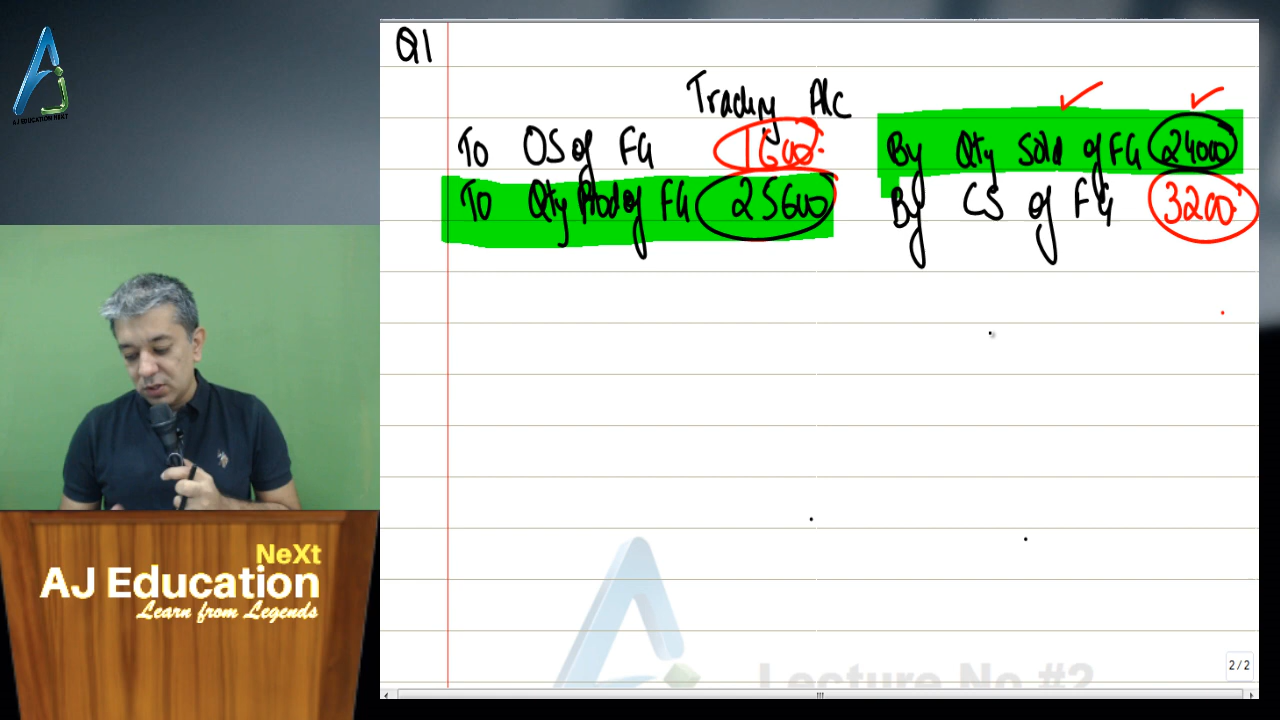 AJ EDUCATION NEXT
Q1
Trading A/c
To OS of FG 1600
By Qty Sold of FG 24000
To Qty Prod of FG 25600
By CS of FG 3200
NeXt
AJ Education
Learn from Legends
2/2
Lecture No #2